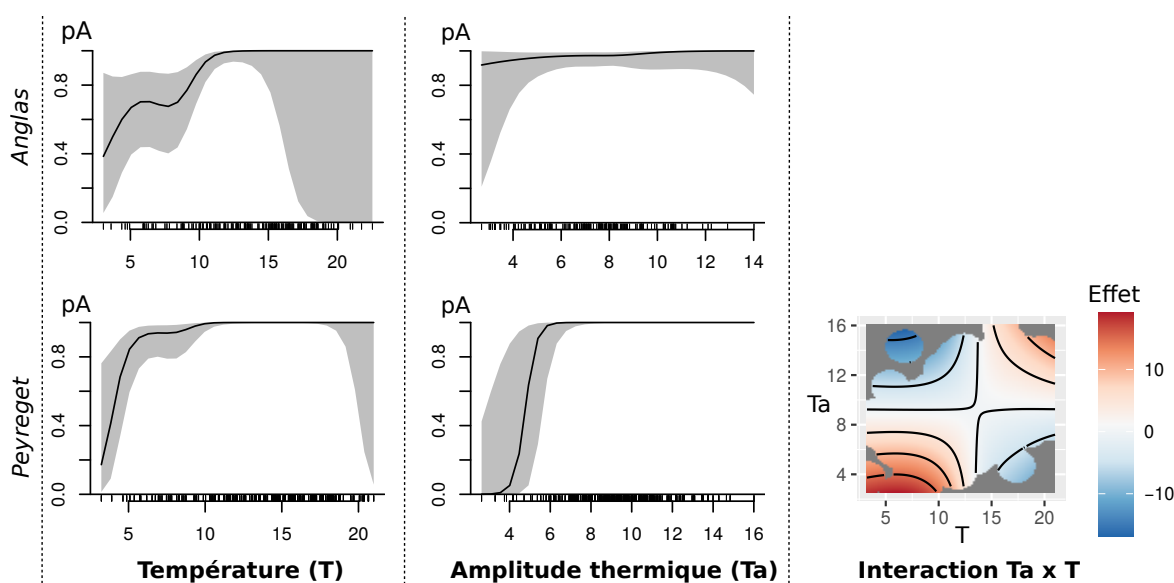 pA
pA
Anglas
0.0 0.4 0.8
5 10 15 20
0.0 0.4 0.8
4 6 8 10 12 14
pA
pA
Effet
Peyreget
0.0 0.4 0.8
5 10 15 20
0.0 0.4 0.8
4 6 8 10 12 14 16
16
12
Ta
8
4
5 10 15 20
T
10
0
−10
Température (T)
Amplitude thermique (Ta)
Interaction Ta x T